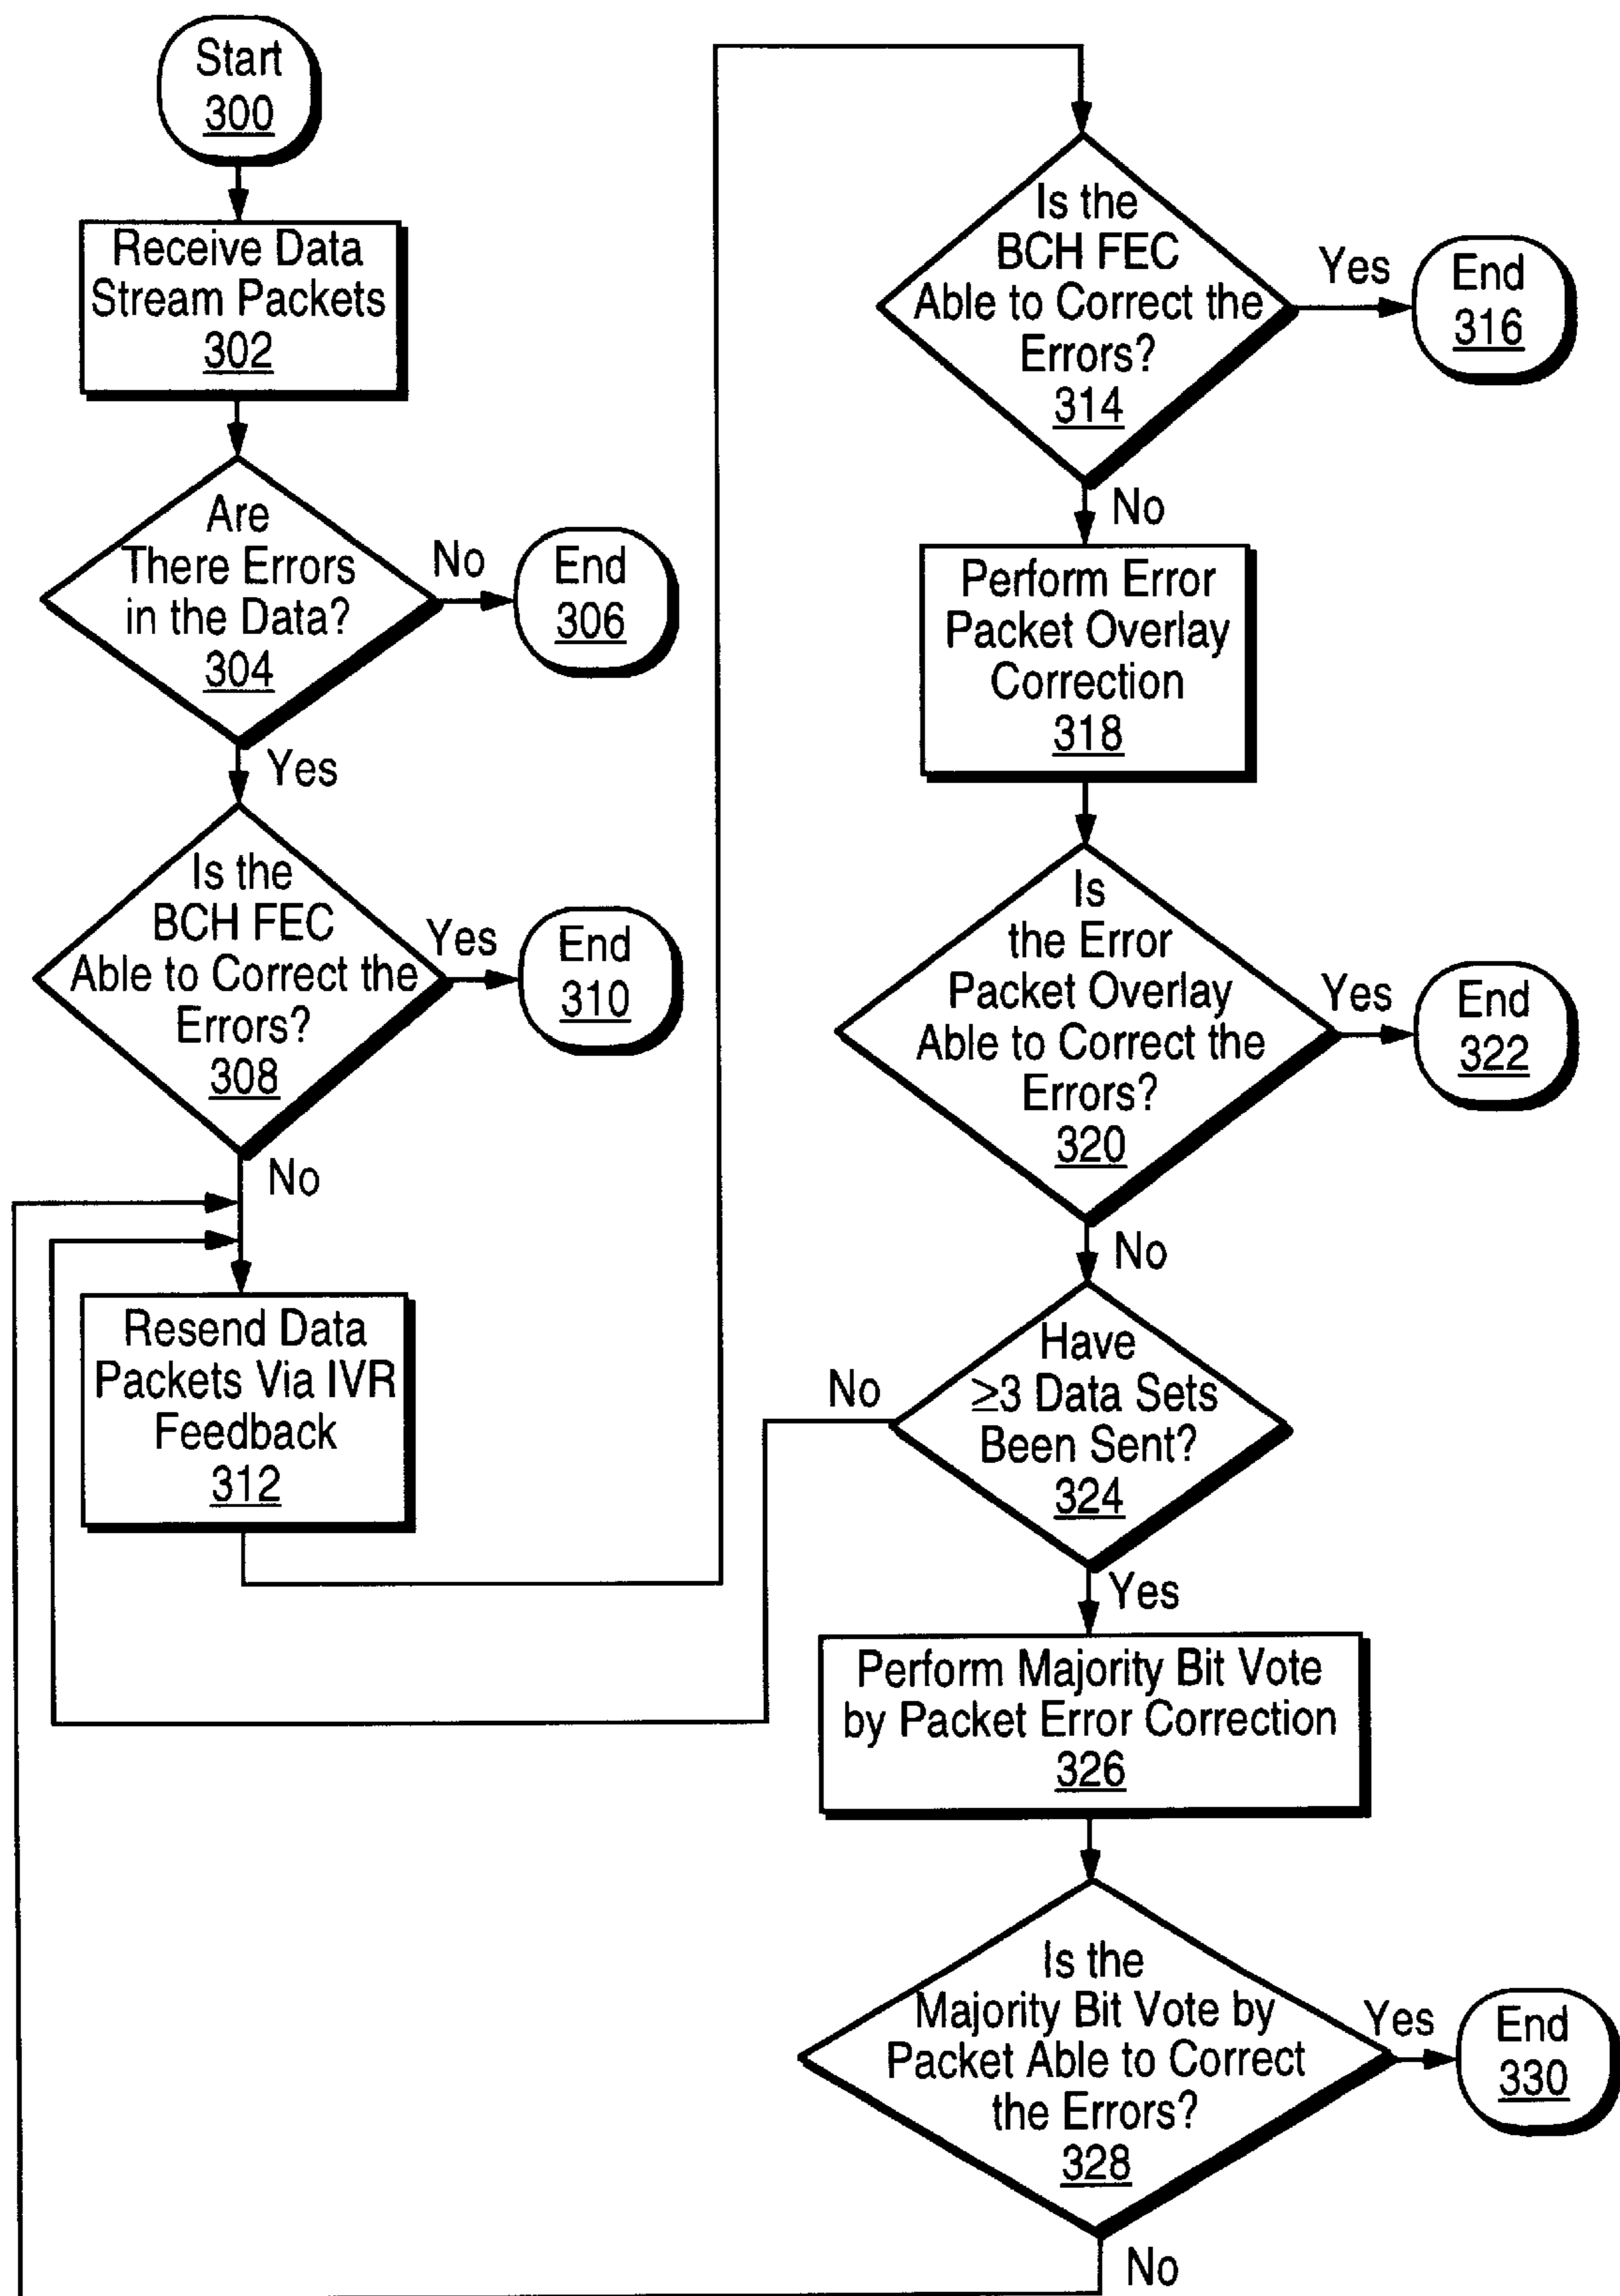 Start
300
Receive Data
Stream Packets
302
Are
There Errors
in the Data?
304
No
End
306
Yes
Is the
BCH FEC
Able to Correct the
Errors?
308
Yes
End
310
No
Resend Data
Packets Via IVR
Feedback
312
Is the
BCH FEC
Able to Correct the
Errors?
314
Yes
End
316
No
Perform Error
Packet Overlay
Correction
318
Is
the Error
Packet Overlay
Able to Correct the
Errors?
320
Yes
End
322
No
Have
≥3 Data Sets
Been Sent?
324
No
Yes
Perform Majority Bit Vote
by Packet Error Correction
326
Is the
Majority Bit Vote by
Packet Able to Correct
the Errors?
328
Yes
End
330
No